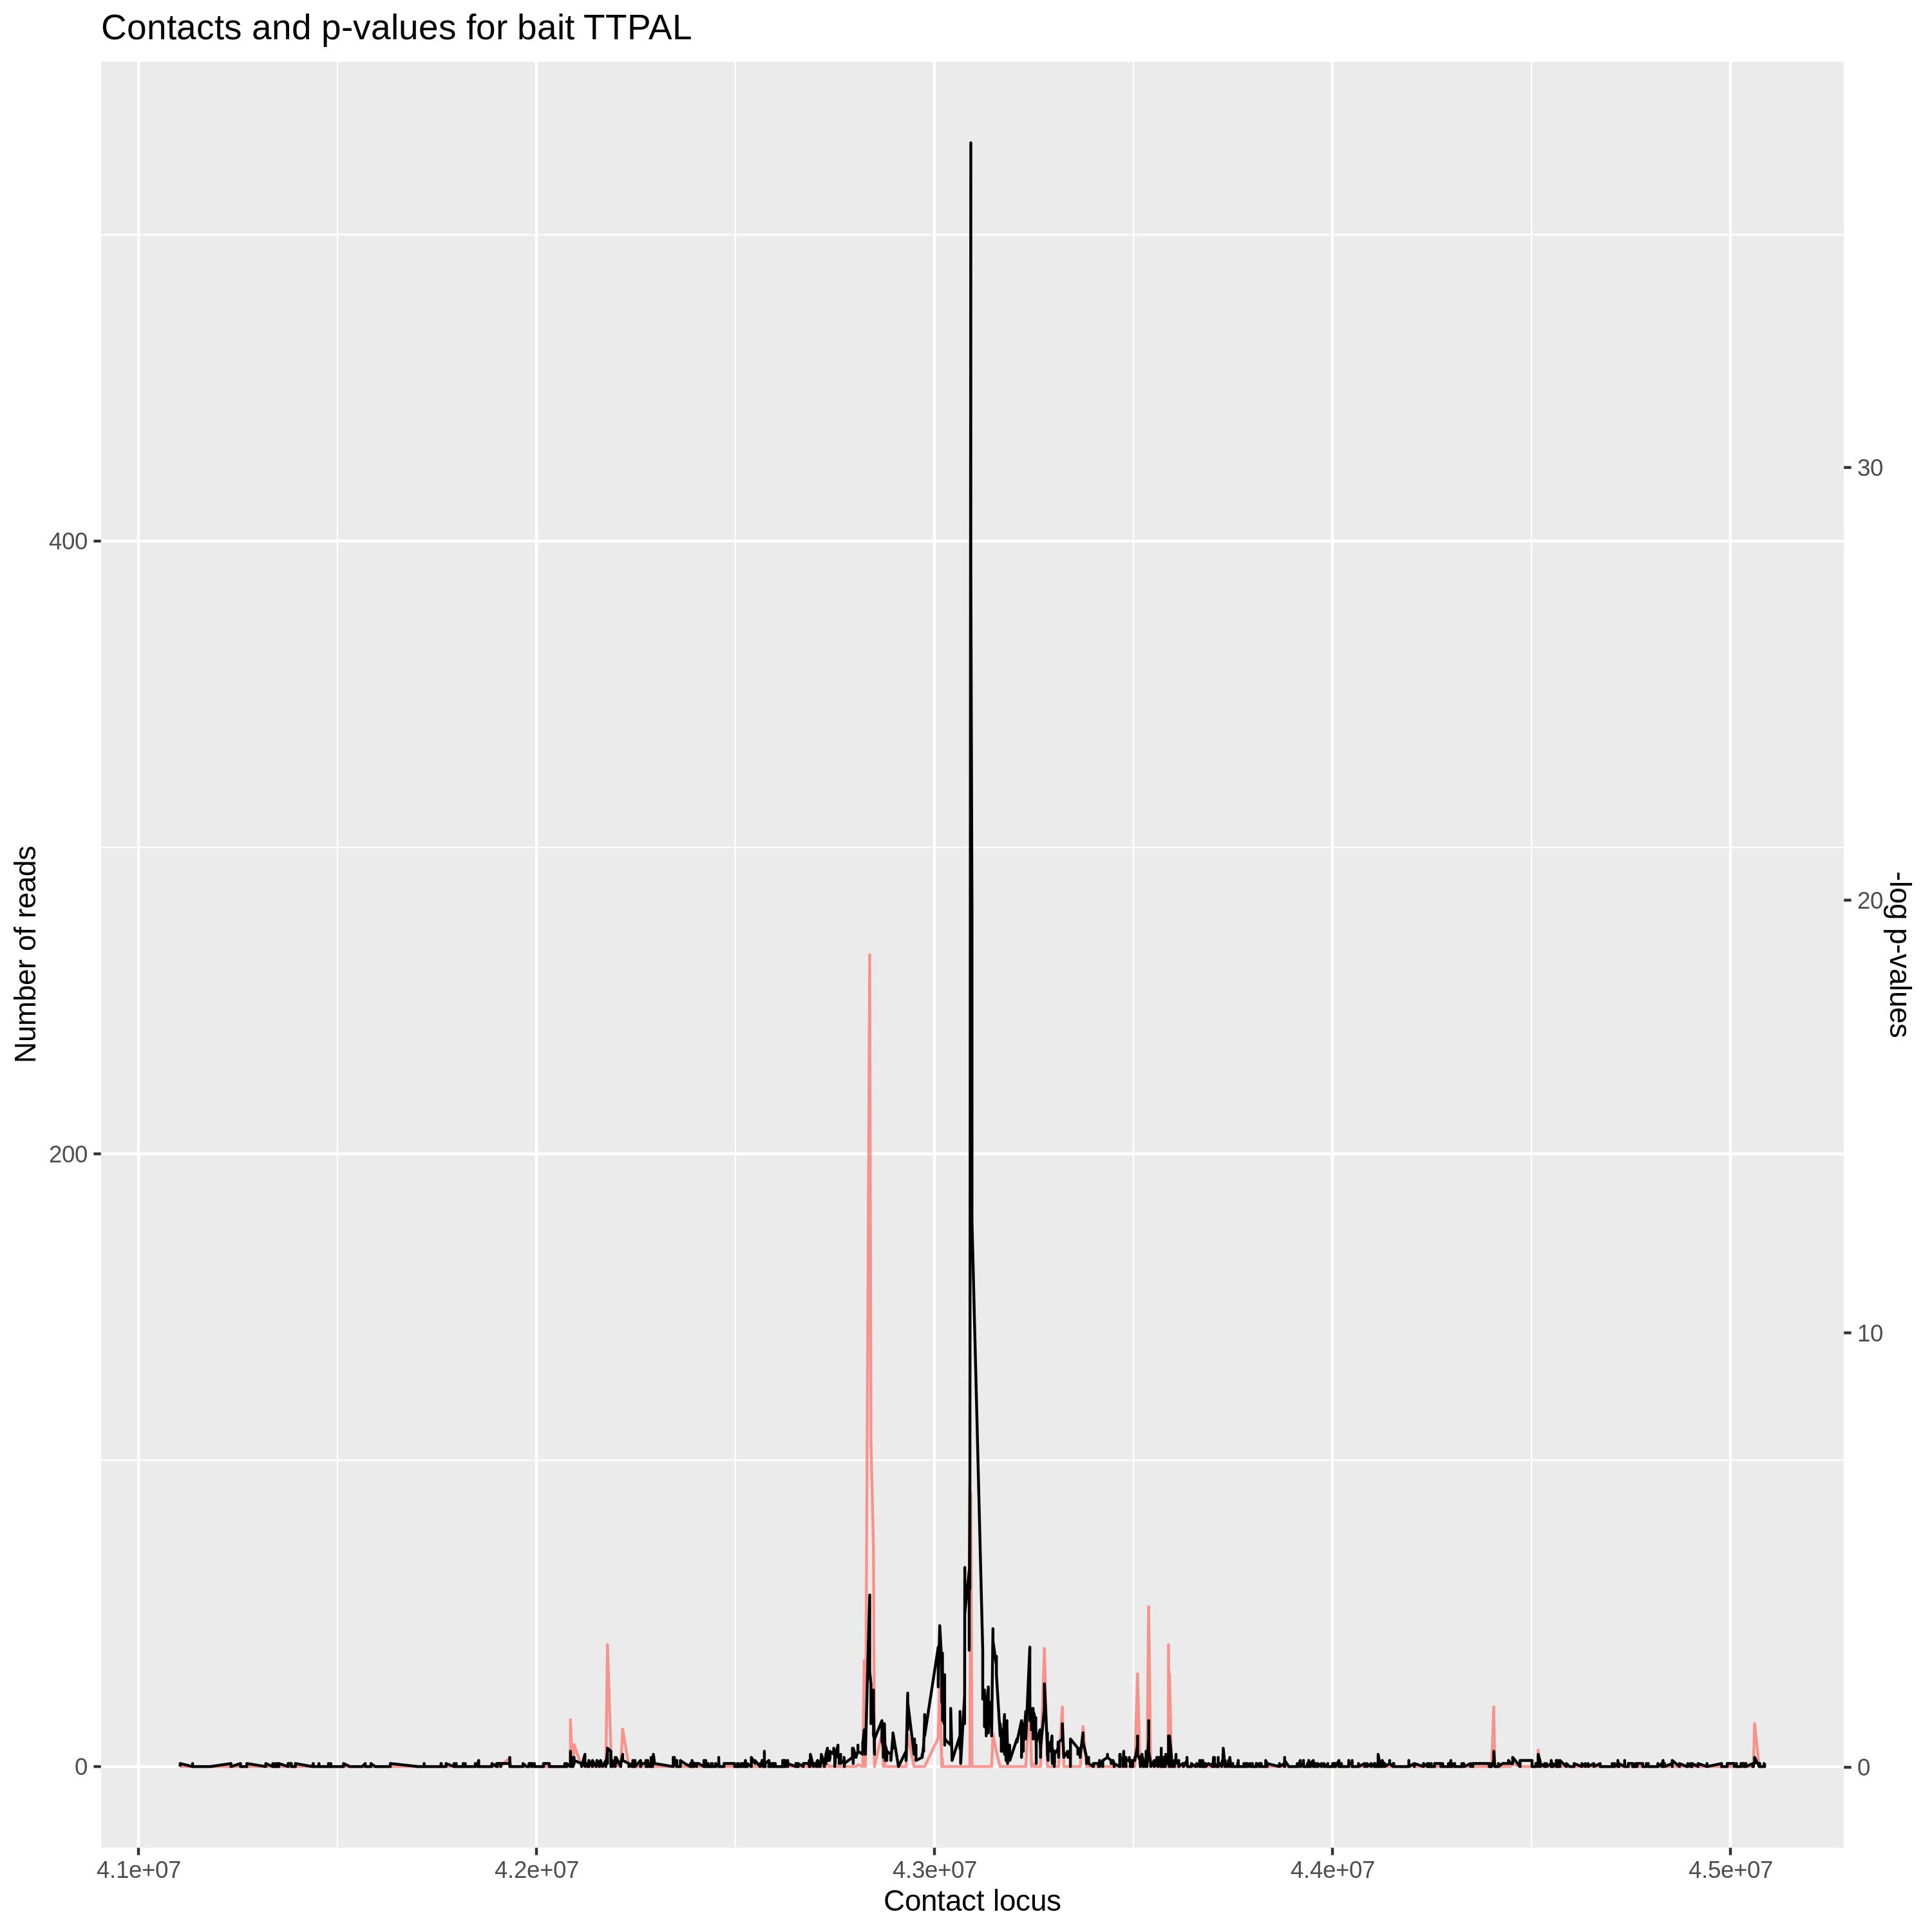 Contacts and p-values for bait TTPAL
Number of reads
400
200
0
30
20
10
0
-log p-values
4.1e+07 4.2e+07 4.3e+07 4.4e+07 4.5e+07
Contact locus